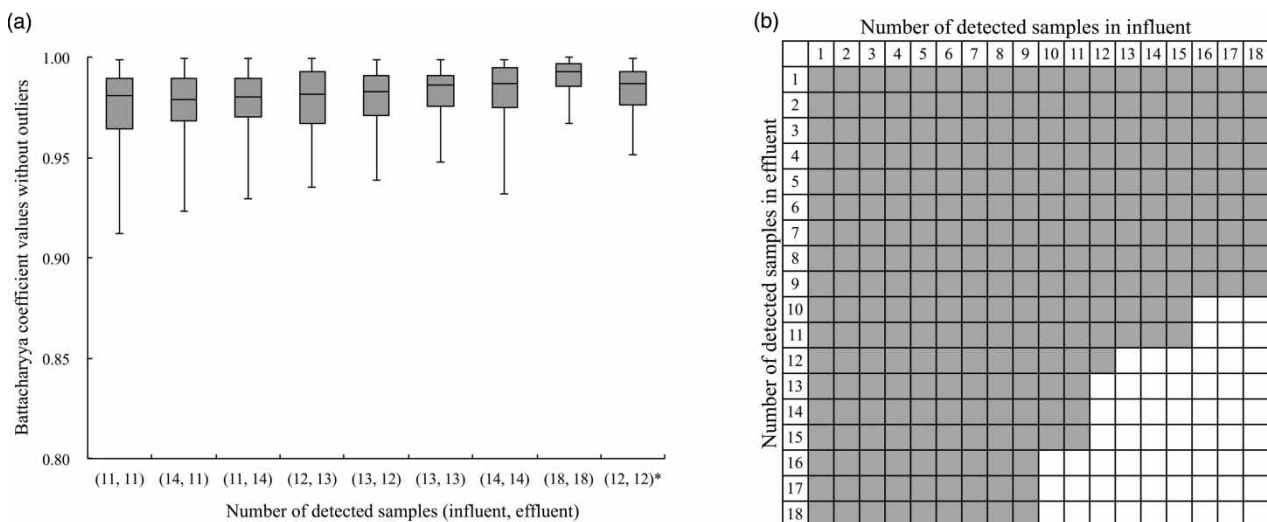 (a)
Battacharyya coefficient values without outliers
1.00
0.95
0.90
0.85
0.80
(11, 11) (14, 11) (11, 14) (12, 13) (13, 12) (13, 13) (14, 14) (18, 18) (12, 12)*
Number of detected samples (influent, effluent)
(b)
Number of detected samples in influent
1 2 3 4 5 6 7 8 9 10 11 12 13 14 15 16 17 18
Number of detected samples in effluent
1
2
3
4
5
6
7
8
9
10
11
12
13
14
15
16
17
18